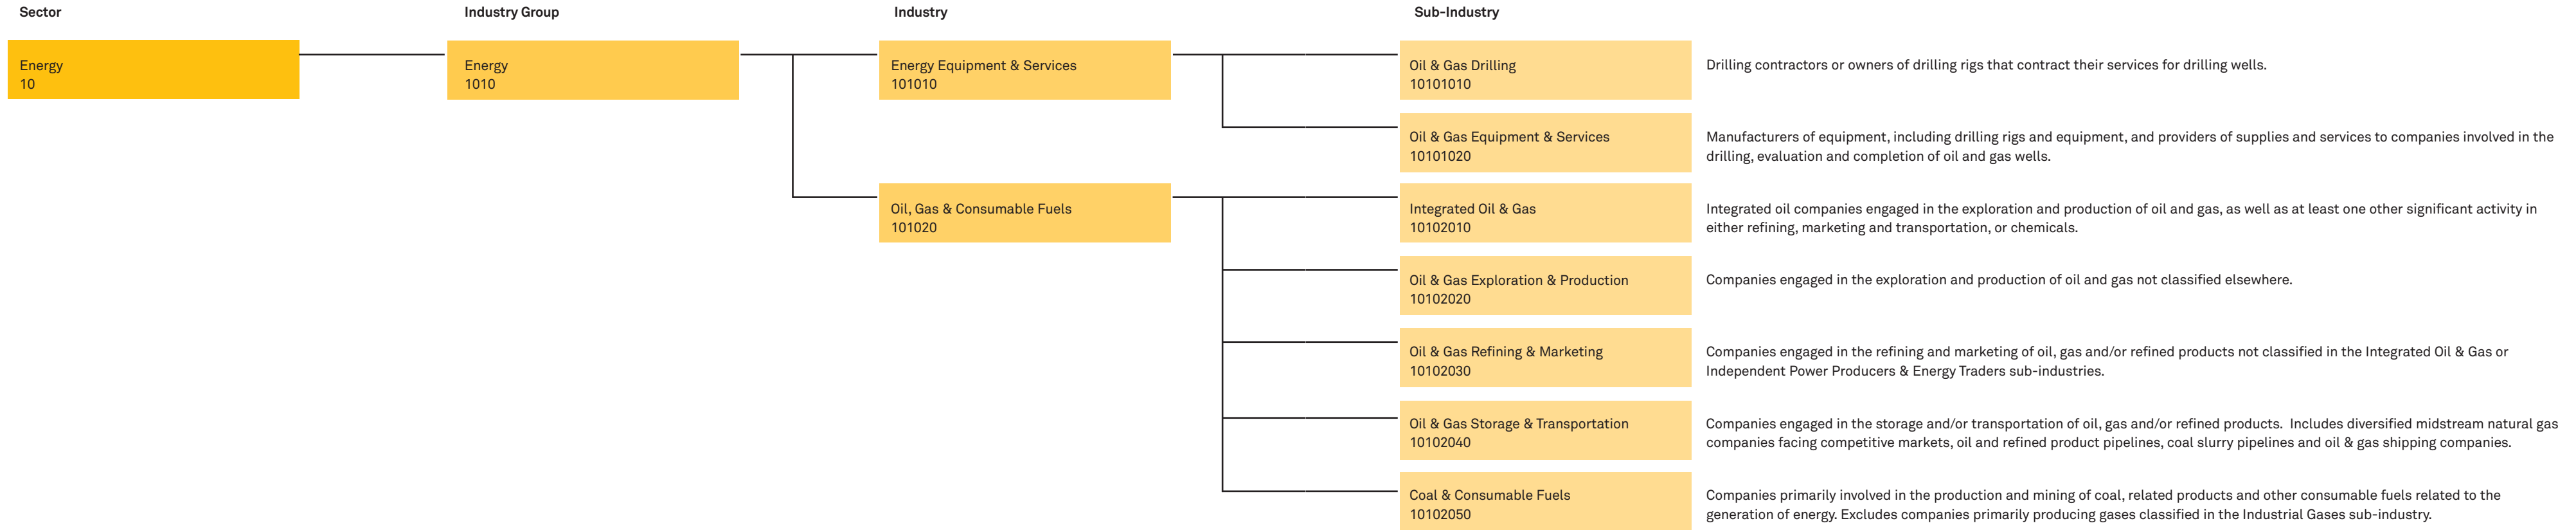 Sector
Industry Group
Industry
Sub-Industry
Energy
10
Energy
1010
Energy Equipment & Services
101010
Oil & Gas Drilling
10101010
Drilling contractors or owners of drilling rigs that contract their services for drilling wells.
Oil & Gas Equipment & Services
10101020
Manufacturers of equipment, including drilling rigs and equipment, and providers of supplies and services to companies involved in the
drilling, evaluation and completion of oil and gas wells.
Oil, Gas & Consumable Fuels
101020
Integrated Oil & Gas
10102010
Integrated oil companies engaged in the exploration and production of oil and gas, as well as at least one other significant activity in
either refining, marketing and transportation, or chemicals.
Oil & Gas Exploration & Production
10102020
Companies engaged in the exploration and production of oil and gas not classified elsewhere.
Oil & Gas Refining & Marketing
10102030
Companies engaged in the refining and marketing of oil, gas and/or refined products not classified in the Integrated Oil & Gas or
Independent Power Producers & Energy Traders sub-industries.
Oil & Gas Storage & Transportation
10102040
Companies engaged in the storage and/or transportation of oil, gas and/or refined products.  Includes diversified midstream natural gas
companies facing competitive markets, oil and refined product pipelines, coal slurry pipelines and oil & gas shipping companies.
Coal & Consumable Fuels
10102050
Companies primarily involved in the production and mining of coal, related products and other consumable fuels related to the
generation of energy. Excludes companies primarily producing gases classified in the Industrial Gases sub-industry.